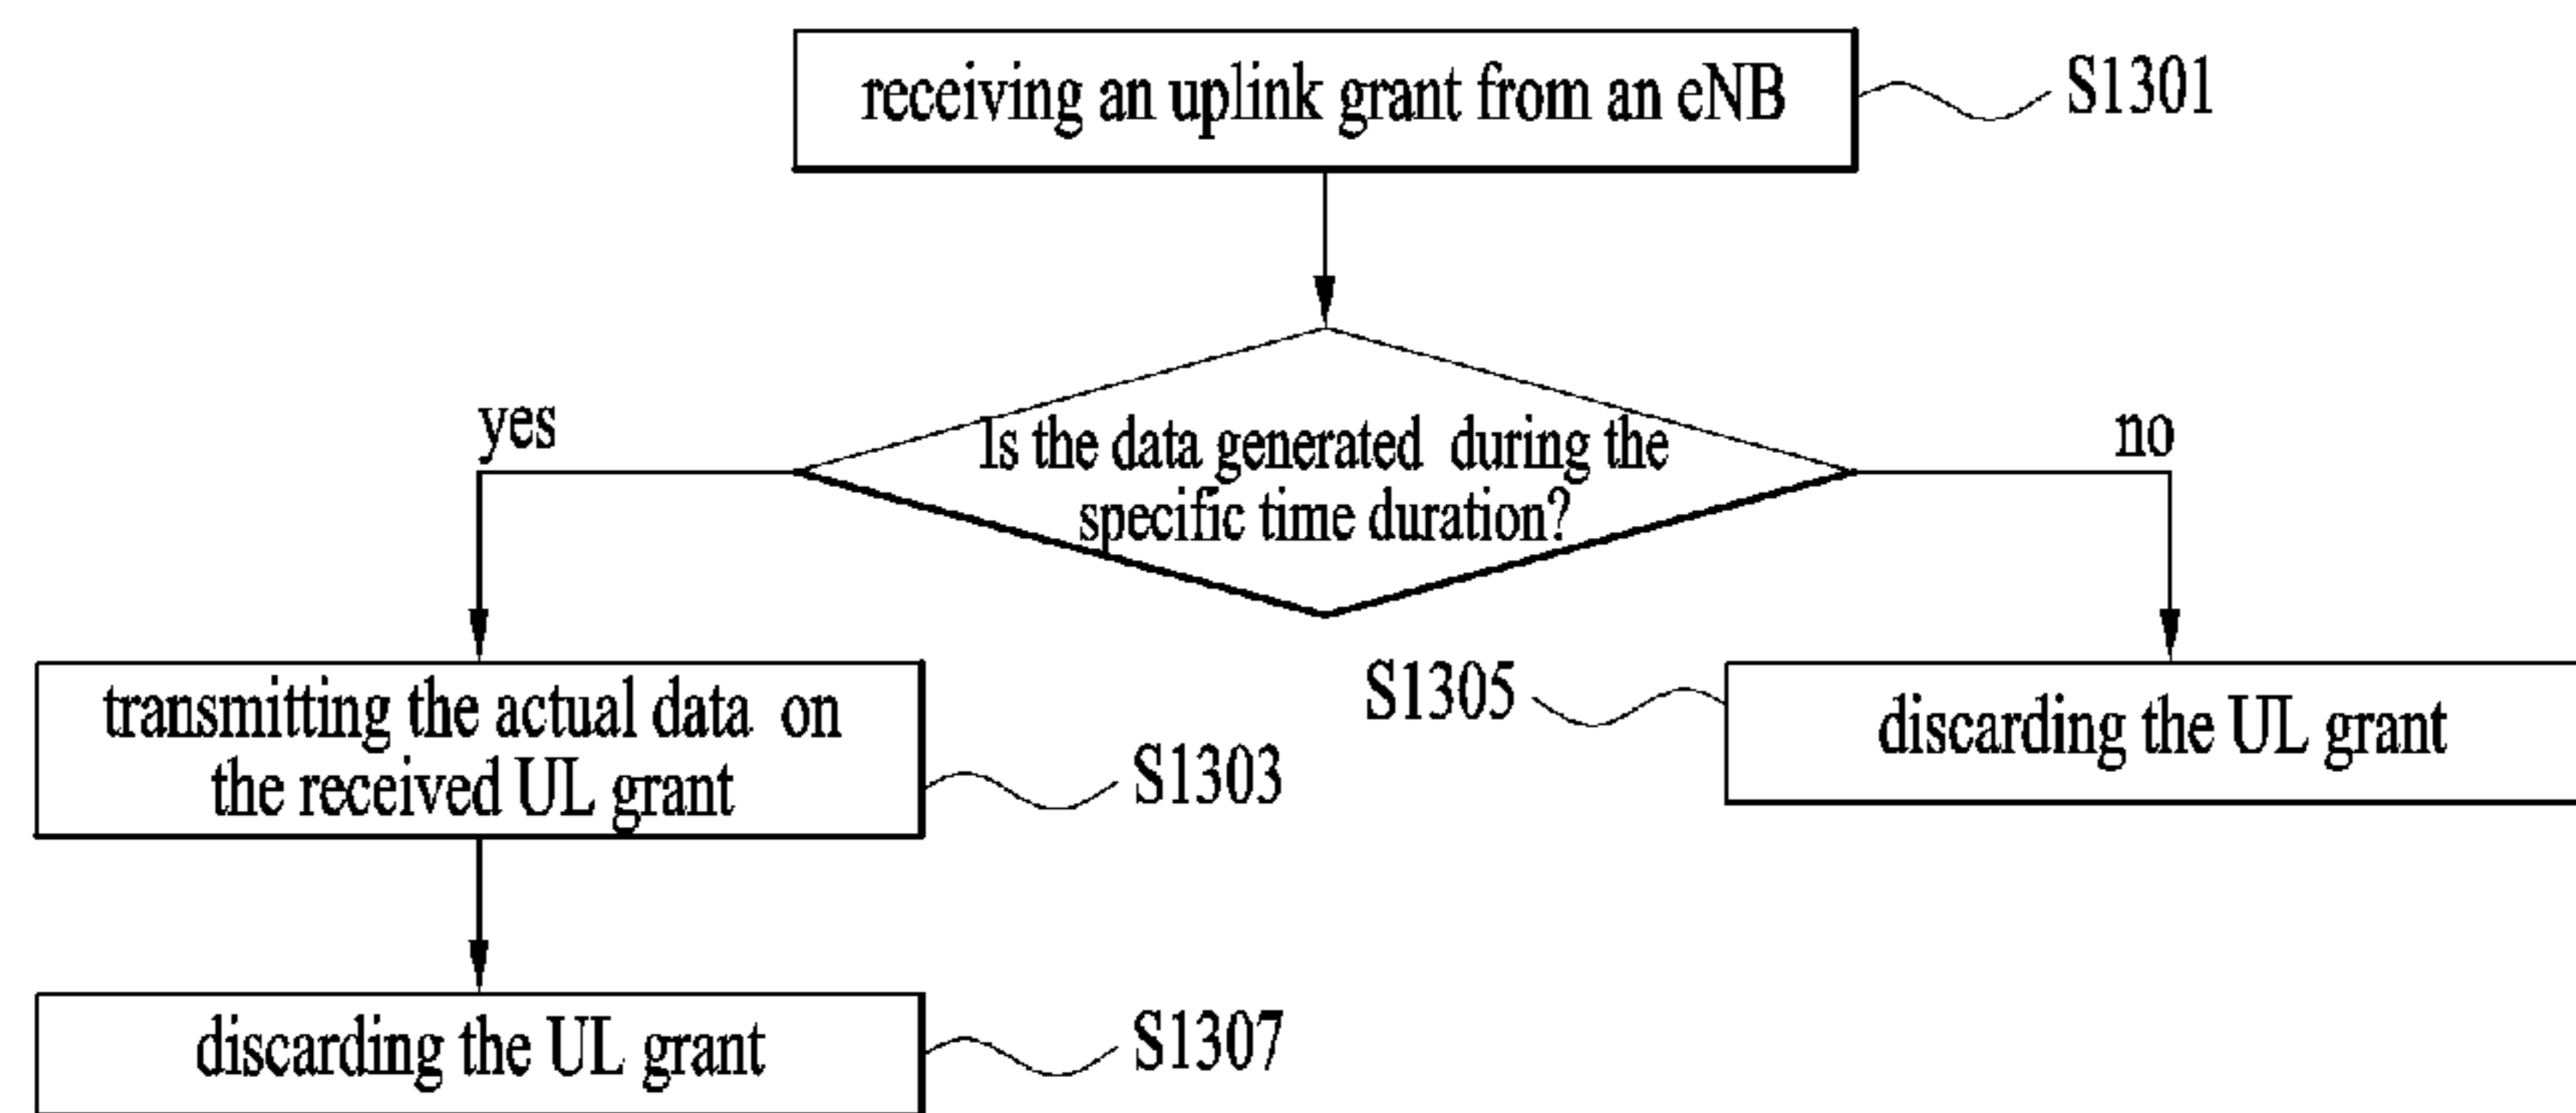 receiving an uplink grant from an eNB
S1301
yes
no
Is the data generated during the
specific time duration?
transmitting the actual data on
the received UL grant
S1303
S1305
discarding the UL grant
discarding the UL grant
S1307